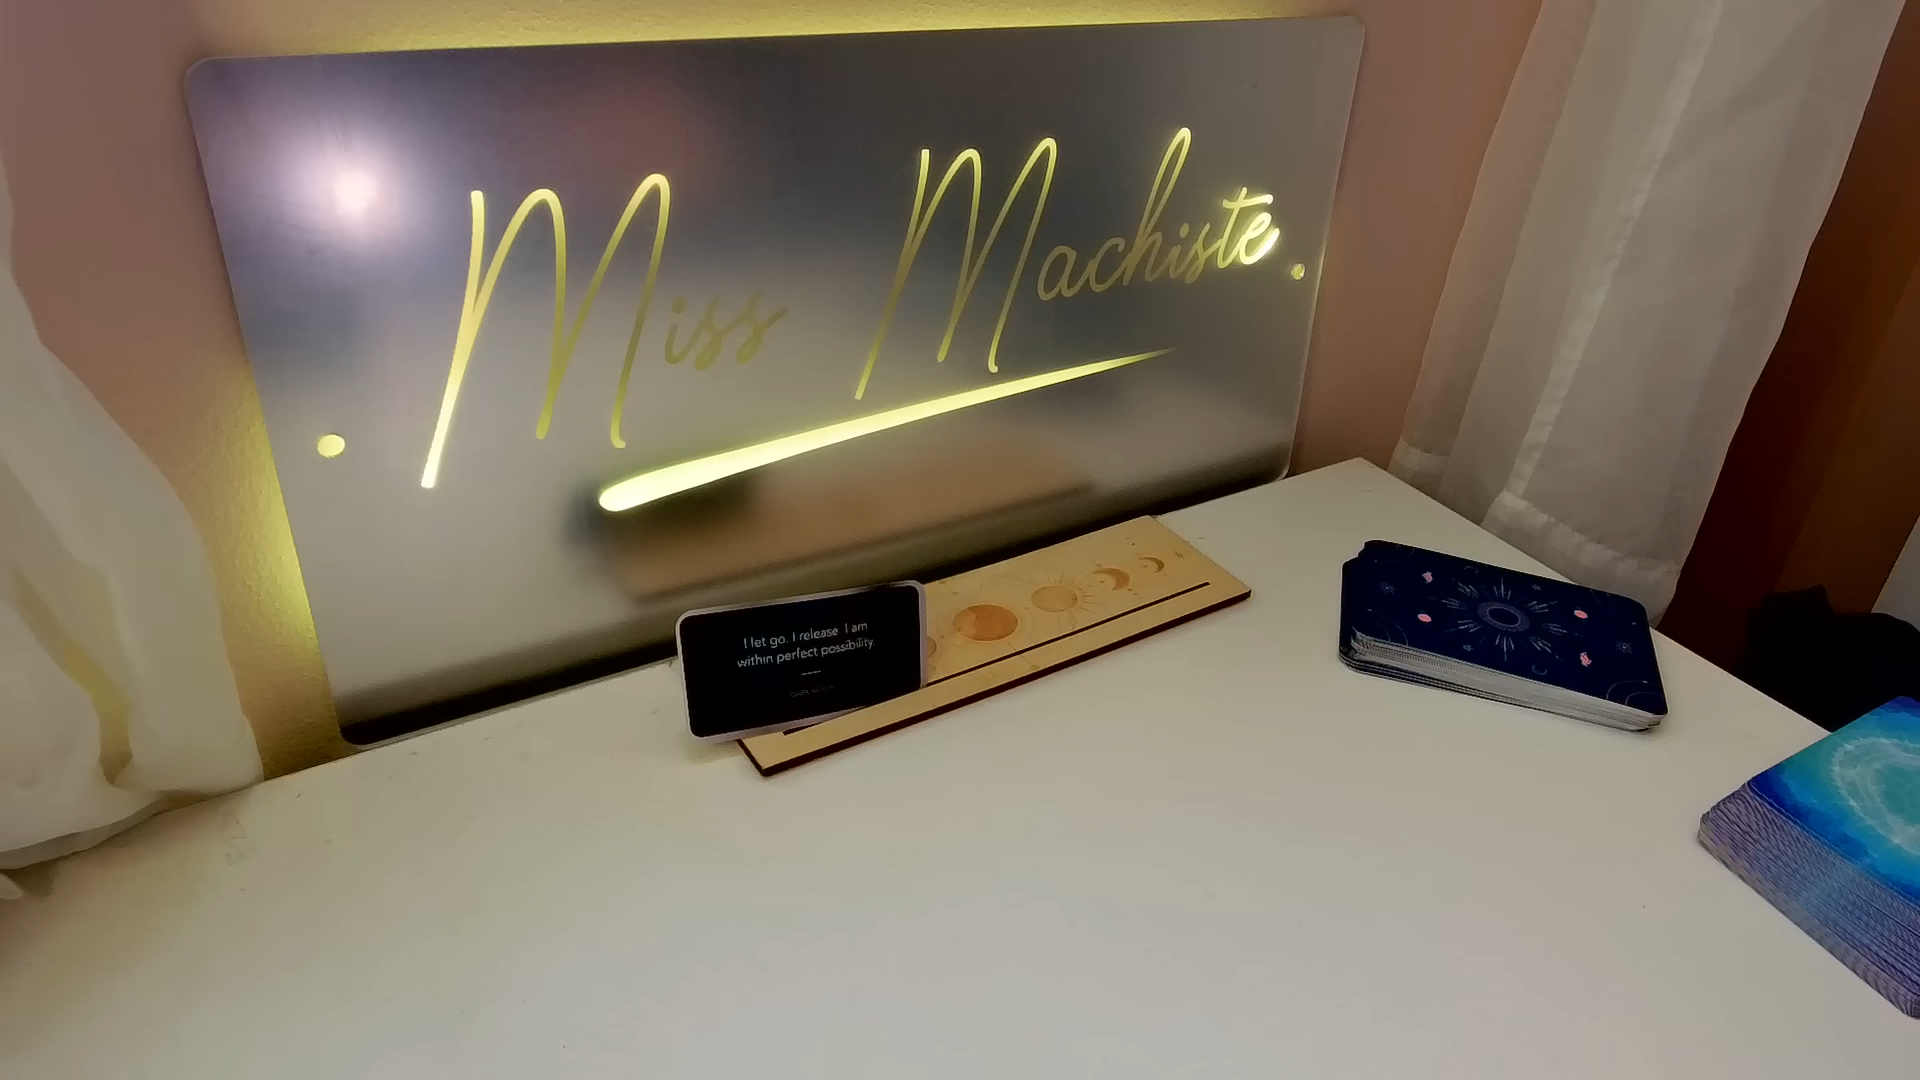 Miss Machiste
I let go. I release. I am
within perfect possibility.